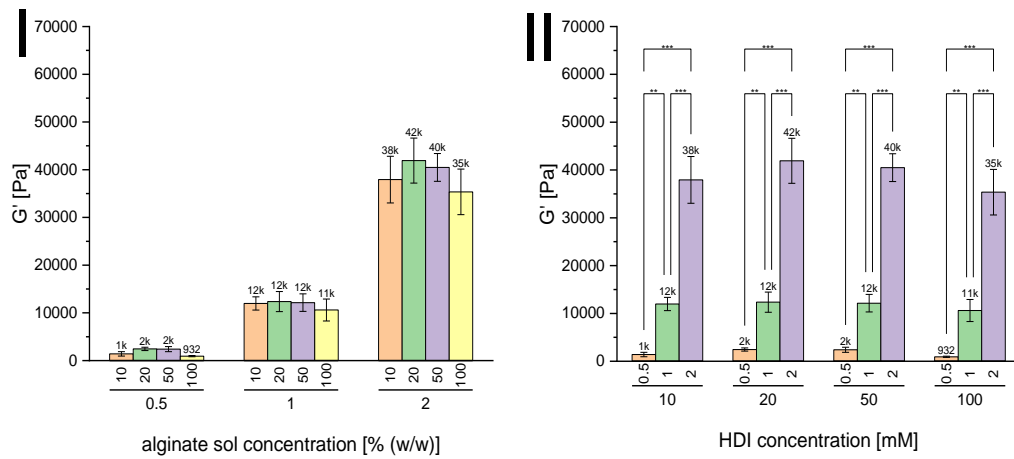 I
G' [Pa]
70000
60000
50000
40000
30000
20000
10000
0
1k 2k 2k 932
12k 12k 12k 11k
38k 42k 40k 35k
10 20 50 100 10 20 50 100 10 20 50 100
0.5 1 2
alginate sol concentration [% (w/w)]
II
G' [Pa]
70000
60000
50000
40000
30000
20000
10000
0
*** *** *** ***
** *** ** *** ** *** ** ***
1k 12k 38k
2k 12k 42k
2k 12k 40k
932 11k 35k
0.5 1 2 0.5 1 2 0.5 1 2 0.5 1 2
10 20 50 100
HDI concentration [mM]